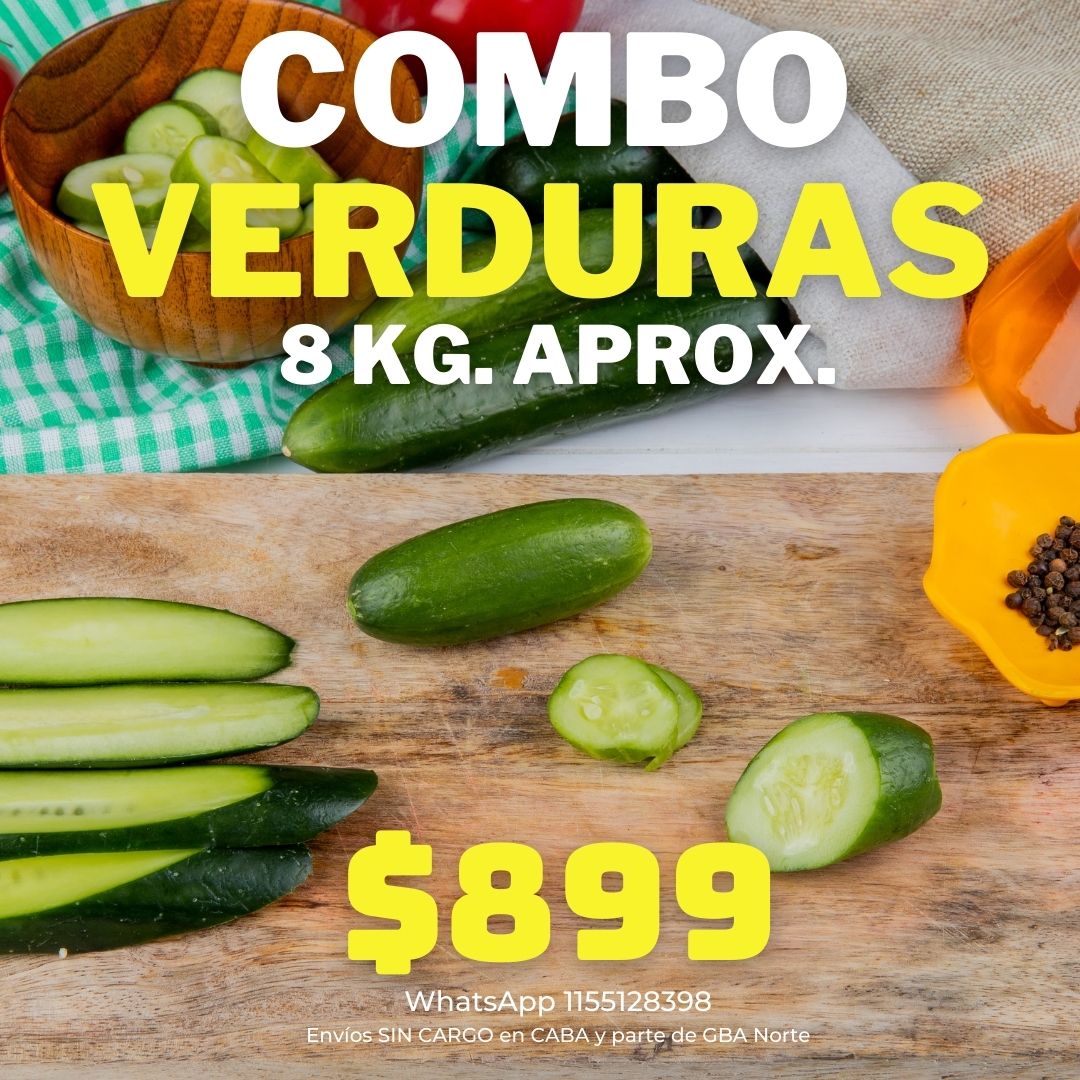 COMBO
VERDURAS
8 KG. APROX.
$899
WhatsApp 1155128398
Envíos SIN CARGO en CABA y parte de GBA Norte